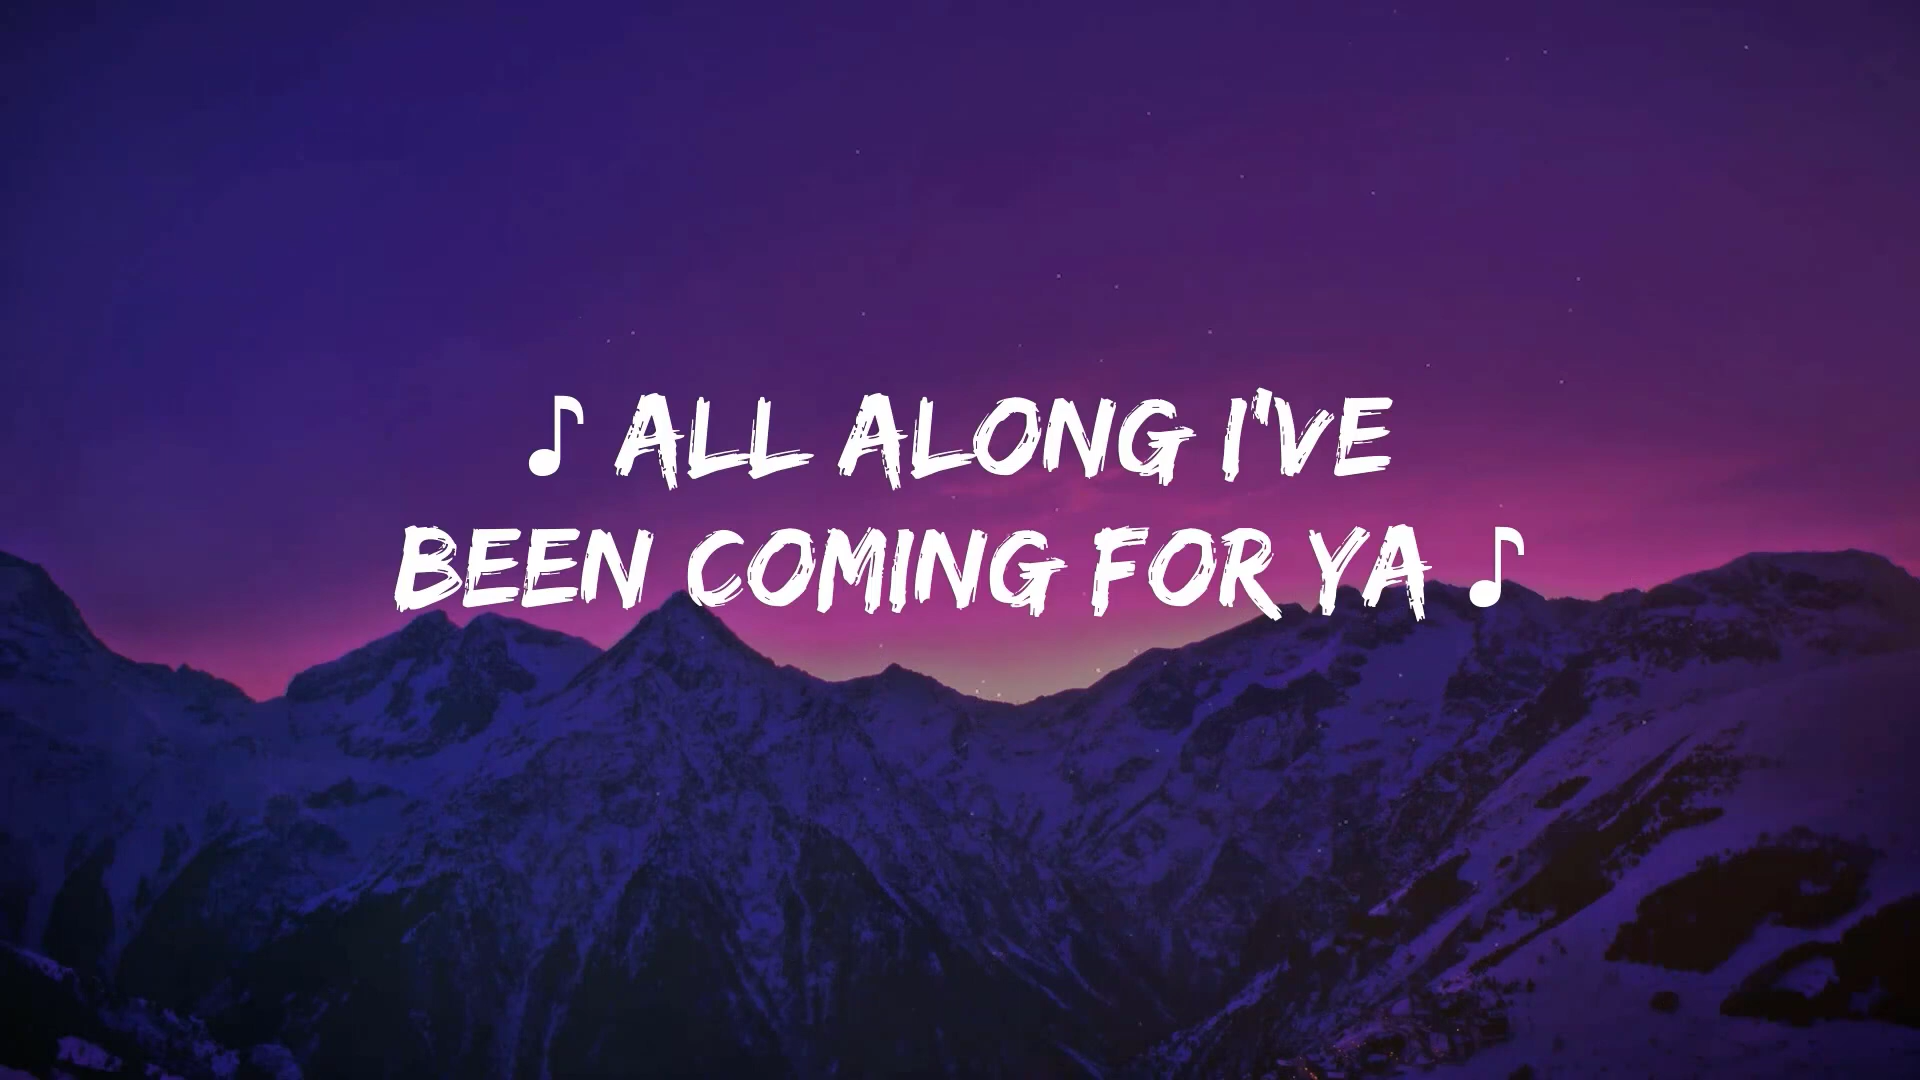 ♪ ALL ALONG I'VE
BEEN COMING FOR YA ♪